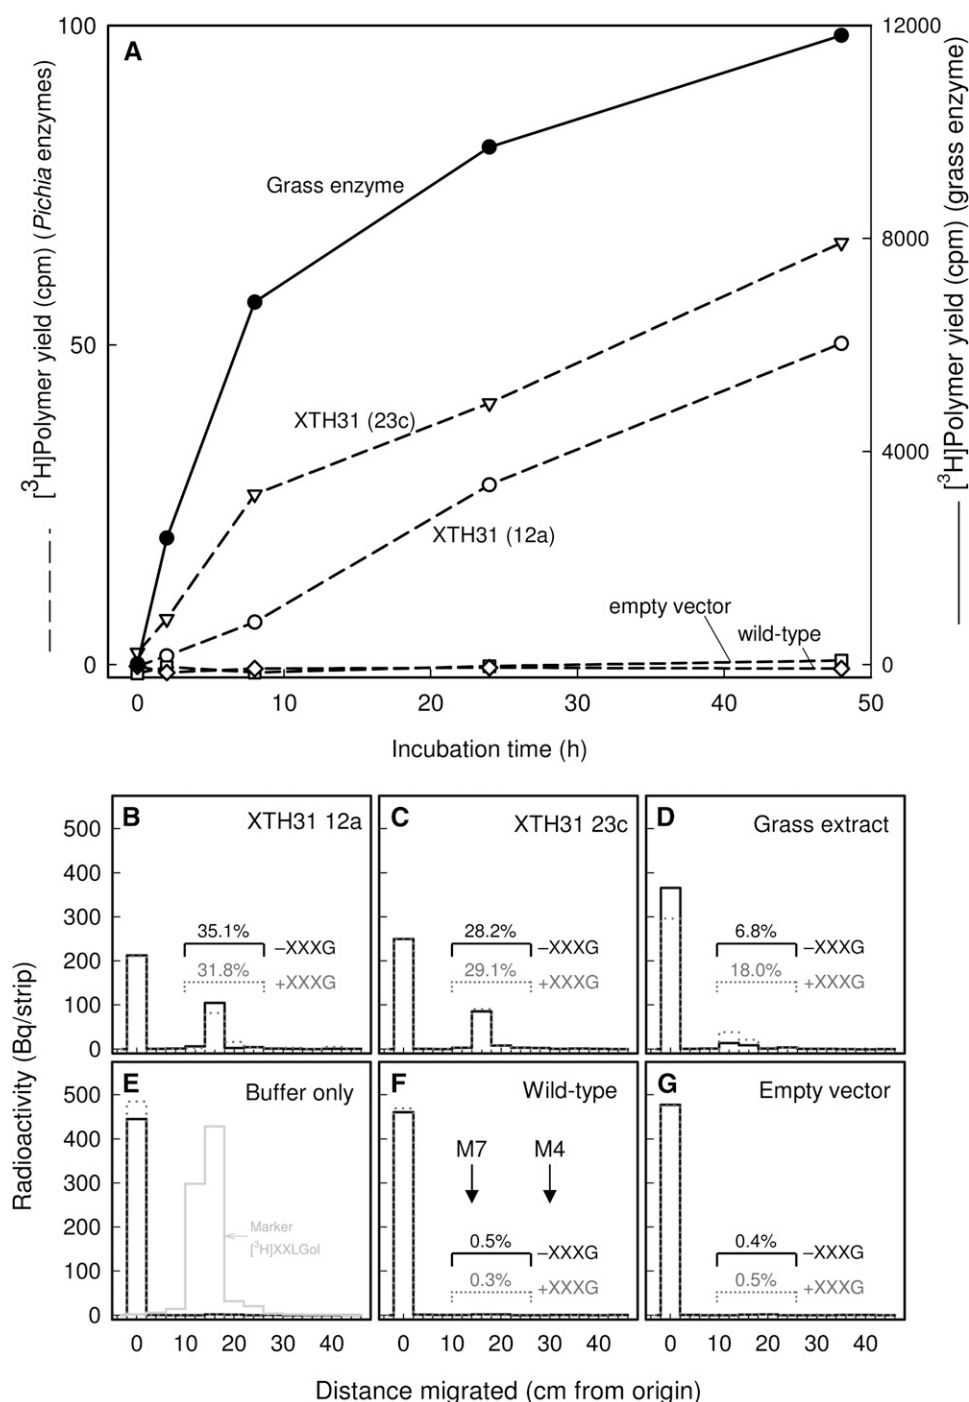 A
100
50
0
[³H]Polymer yield (cpm) (Pichia enzymes)
12000
8000
4000
0
[³H]Polymer yield (cpm) (grass enzyme)
Grass enzyme
XTH31 (23c)
XTH31 (12a)
empty vector
wild-type
0 10 20 30 40 50
Incubation time (h)
Radioactivity (Bq/strip)
B
XTH31 12a
500
400
300
200
100
0
35.1%
–XXXG
31.8%
+XXXG
C
XTH31 23c
28.2%
–XXXG
29.1%
+XXXG
D
Grass extract
6.8%
–XXXG
18.0%
+XXXG
E
Buffer only
500
400
300
200
100
0
Marker
[³H]XXLGol
0 10 20 30 40
F
Wild-type
M7 M4
0.5%
–XXXG
0.3%
+XXXG
0 10 20 30 40
G
Empty vector
0.4%
–XXXG
0.5%
+XXXG
0 10 20 30 40
Distance migrated (cm from origin)